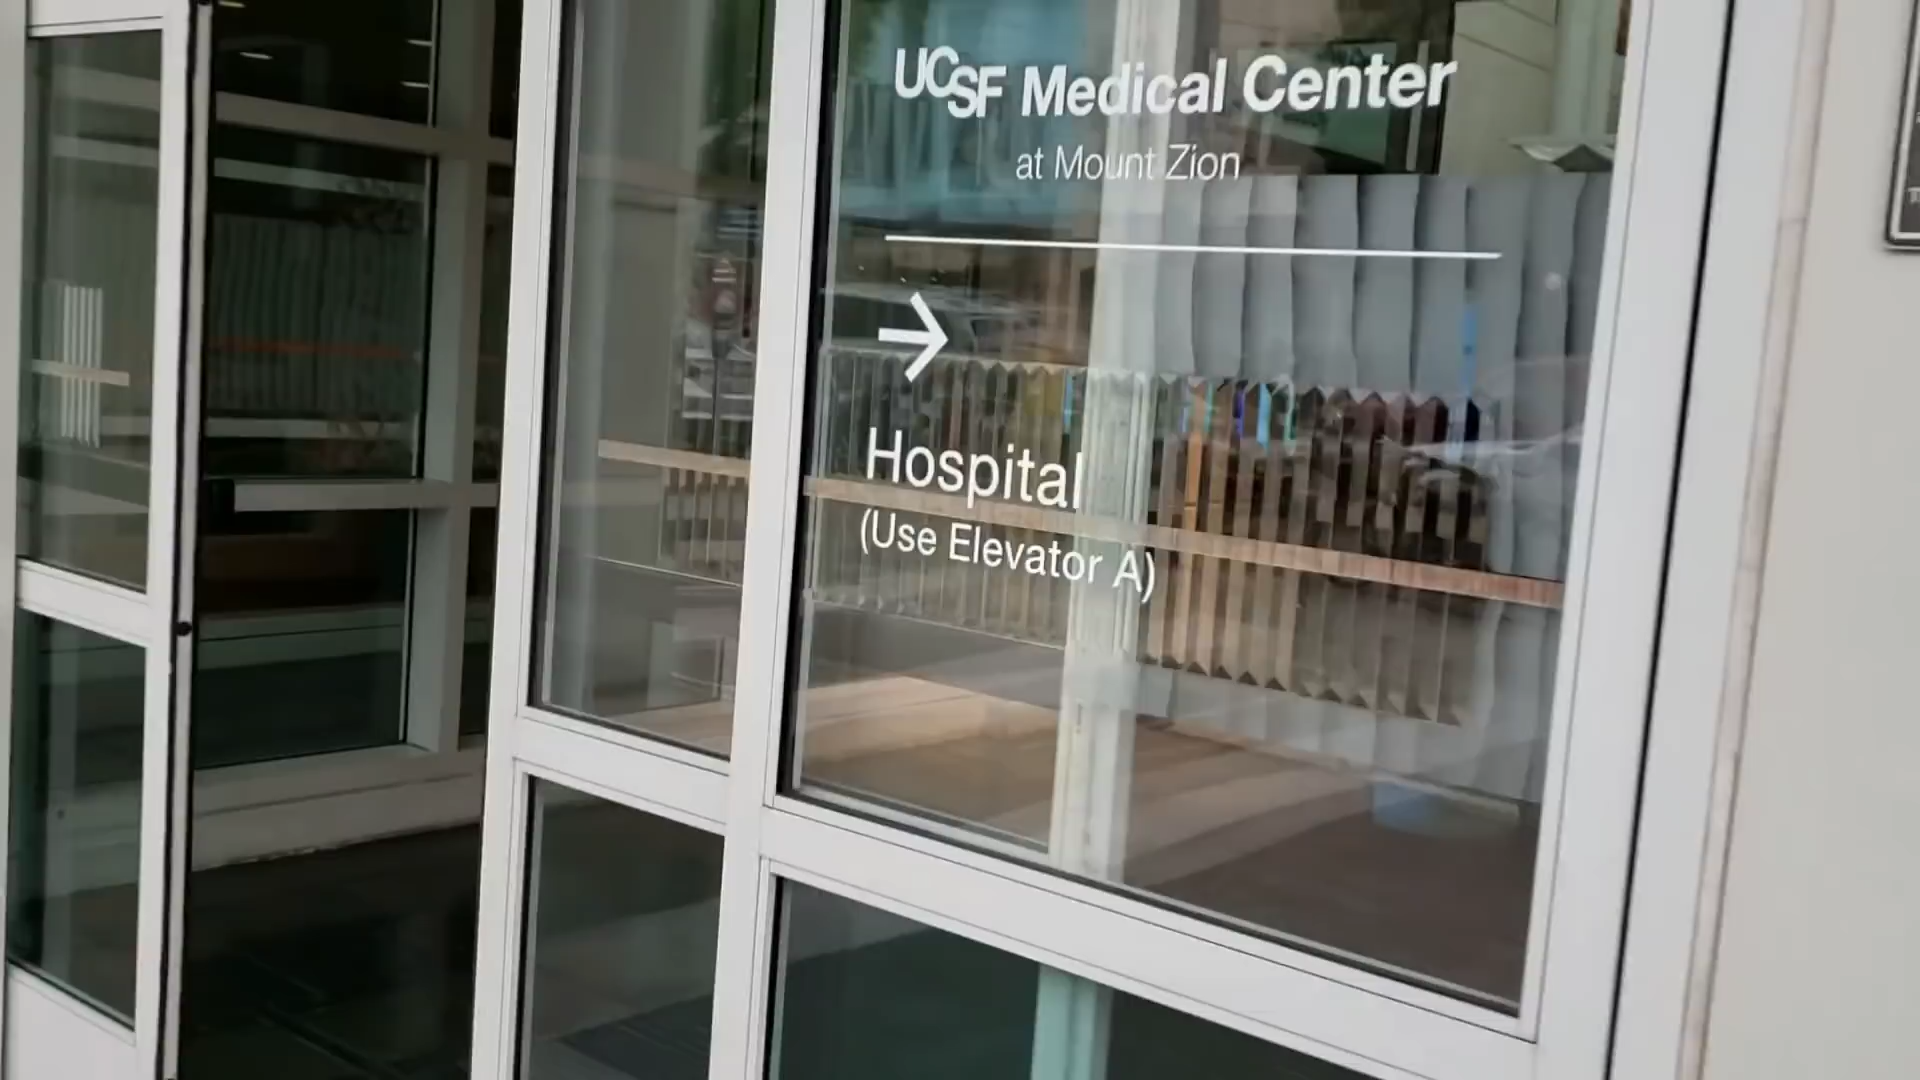 UCSF Medical Center
at Mount Zion
→
Hospital
(Use Elevator A)